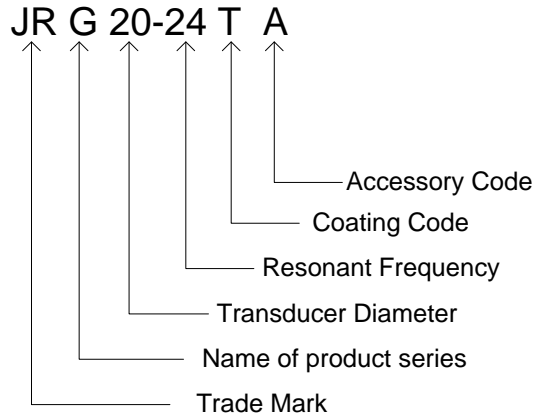 JR G 20-24 T A
Accessory Code
Coating Code
Resonant Frequency
Transducer Diameter
Name of product series
Trade Mark